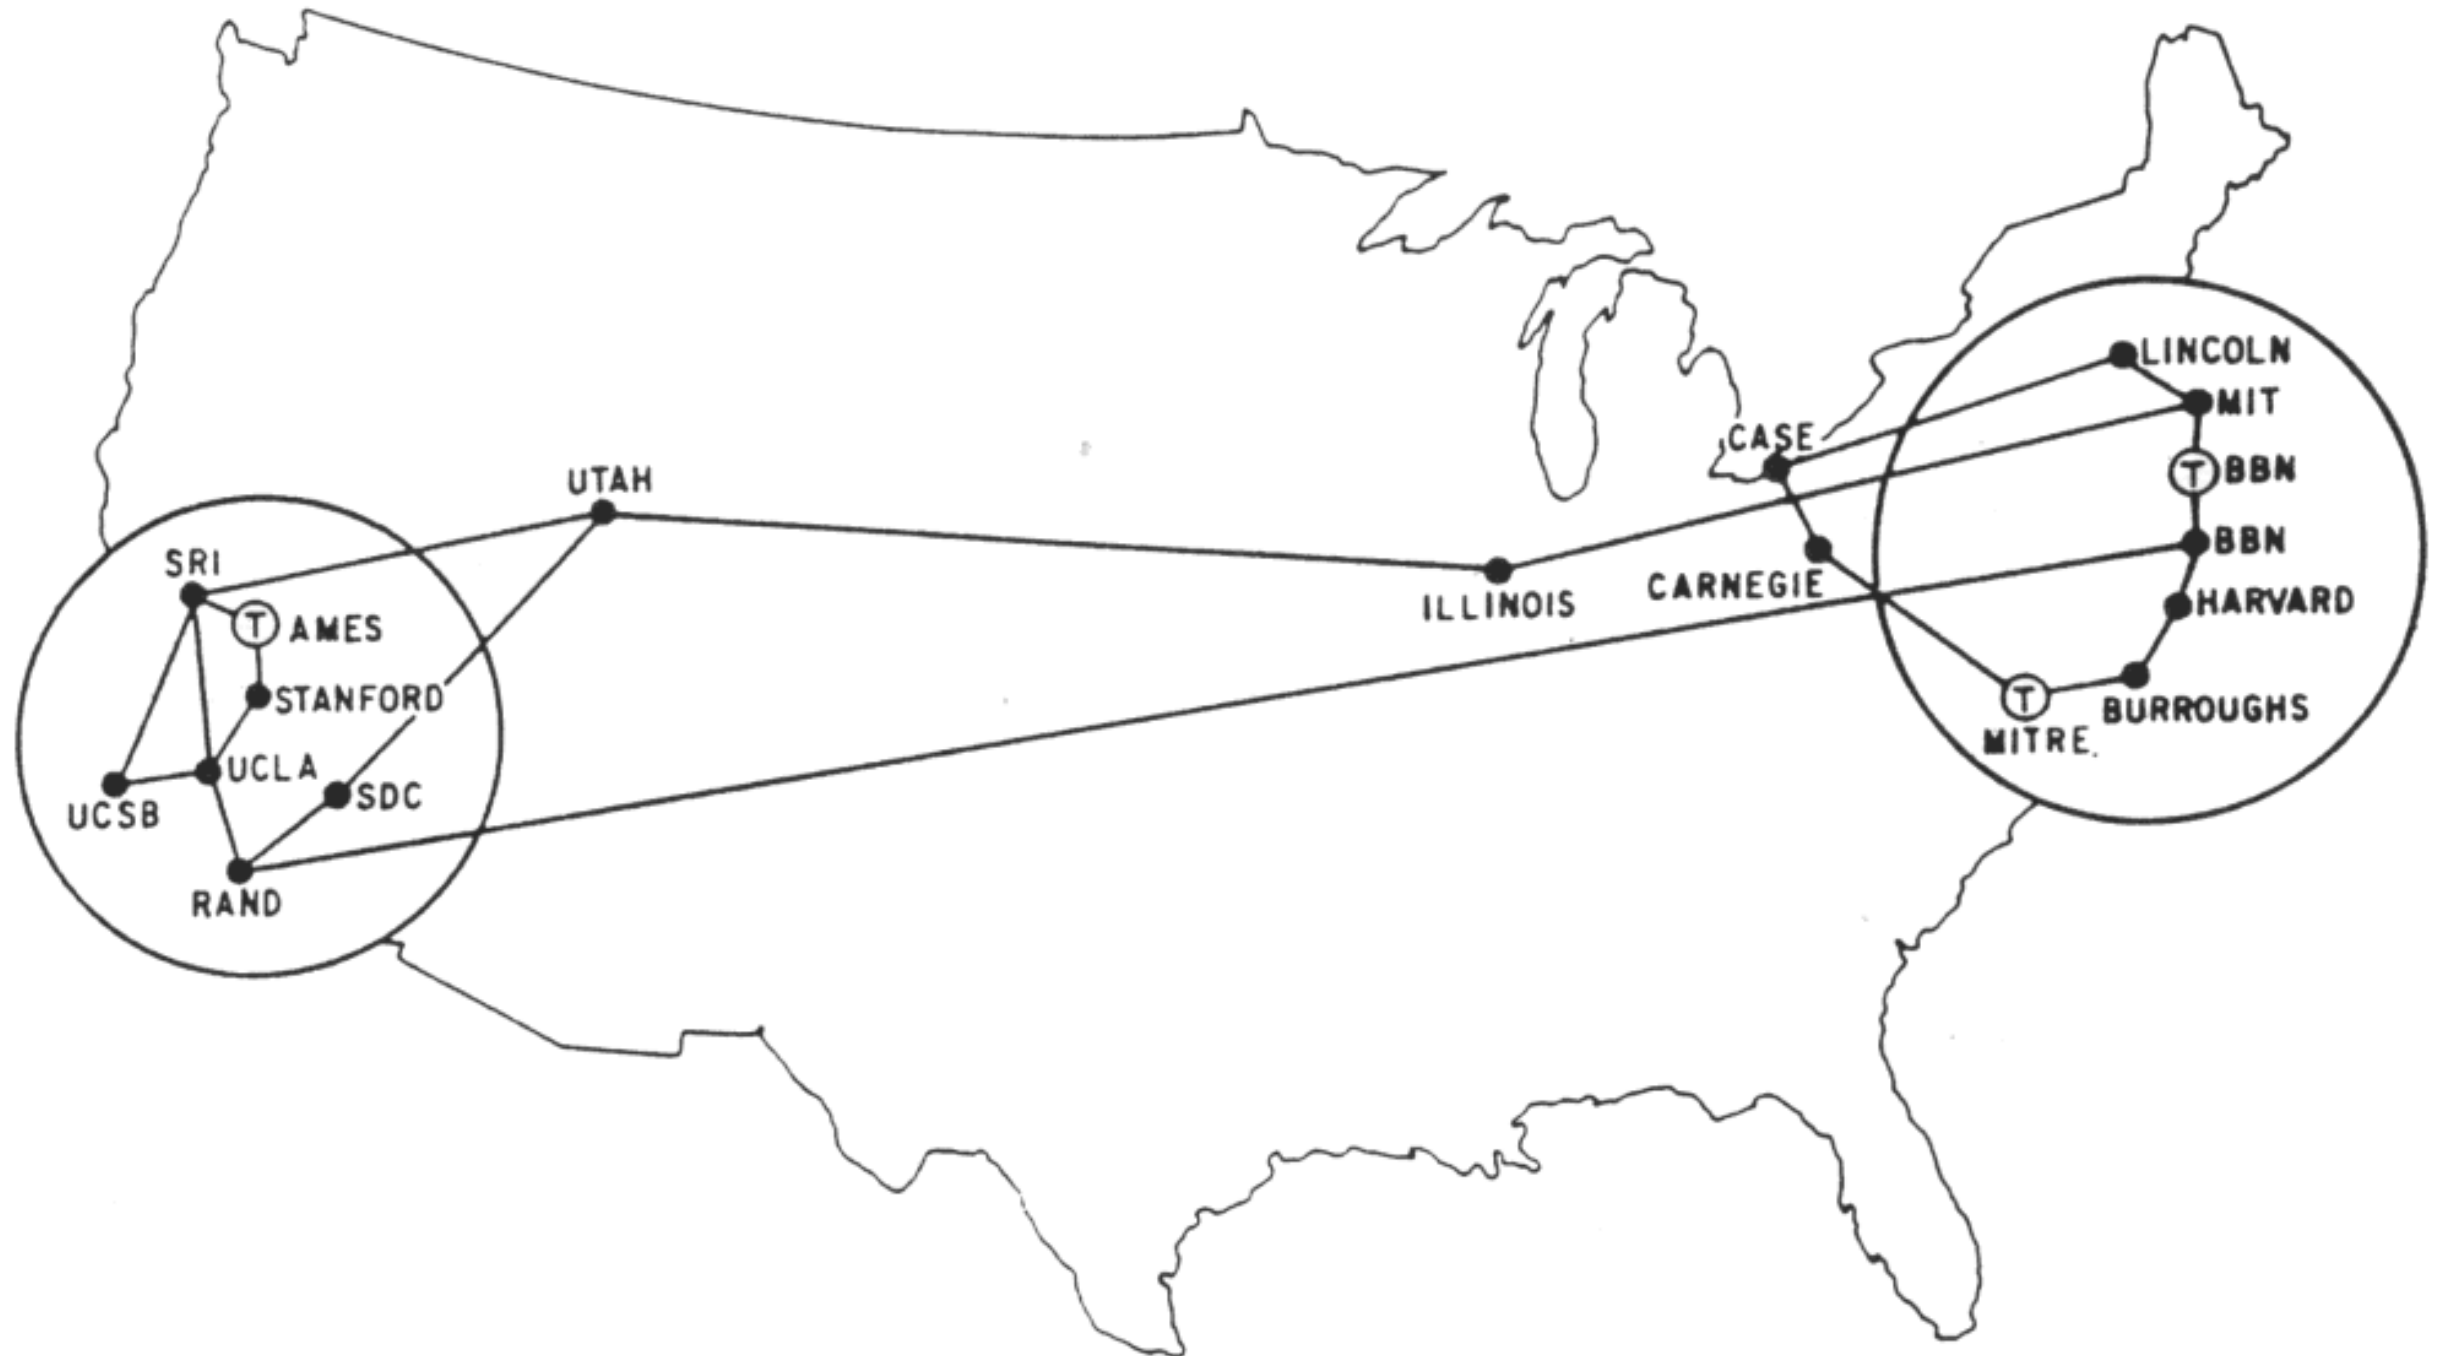 LINCOLN
MIT
CASE
T BBN
UTAH
BBN
SRI
CARNEGIE
ILLINOIS
HARVARD
T AMES
STANFORD
T
MITRE.
BURROUGHS
UCLA
SDC
UCSB
RAND